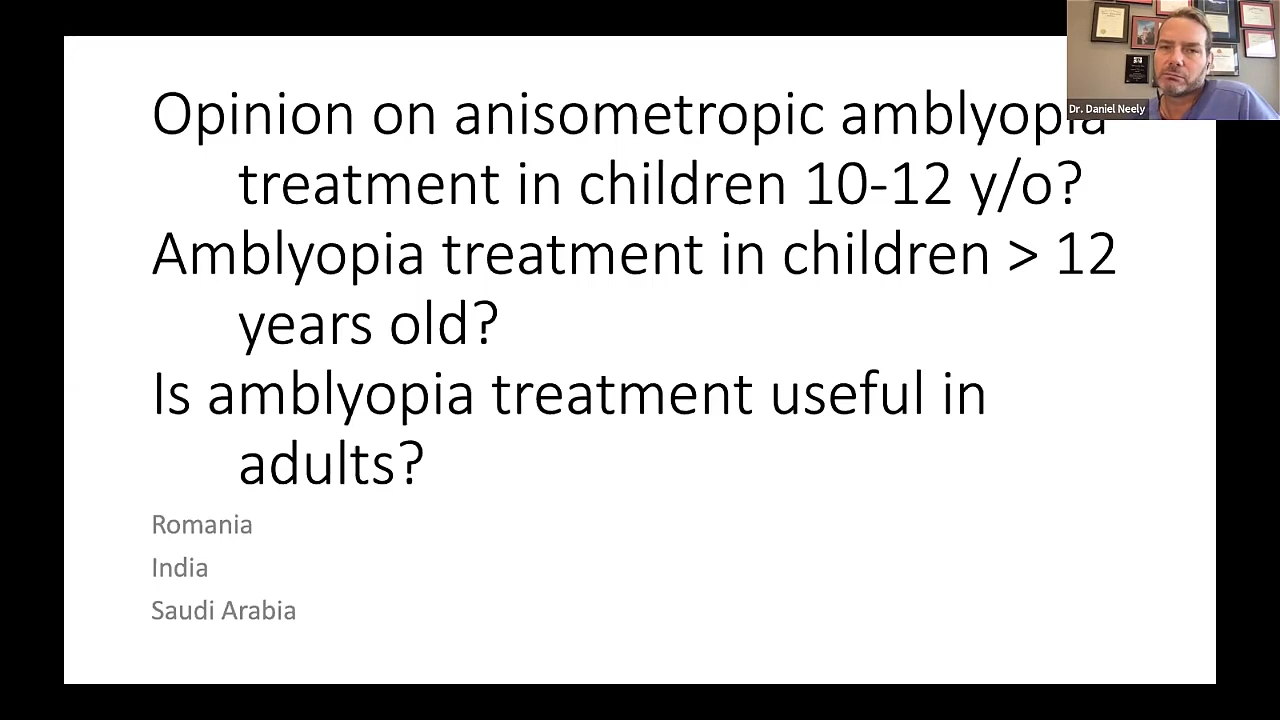 Opinion on anisometropic amblyopia
treatment in children 10-12 y/o?
Amblyopia treatment in children > 12
years old?
Is amblyopia treatment useful in
adults?
Romania
India
Saudi Arabia
Dr. Daniel Neely